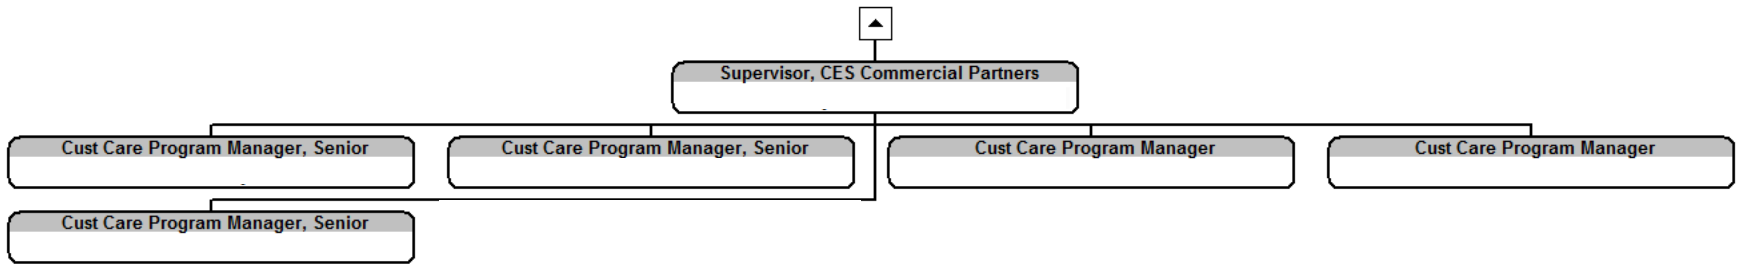 Supervisor, CES Commercial Partners
Cust Care Program Manager, Senior
Cust Care Program Manager, Senior
Cust Care Program Manager
Cust Care Program Manager
Cust Care Program Manager, Senior